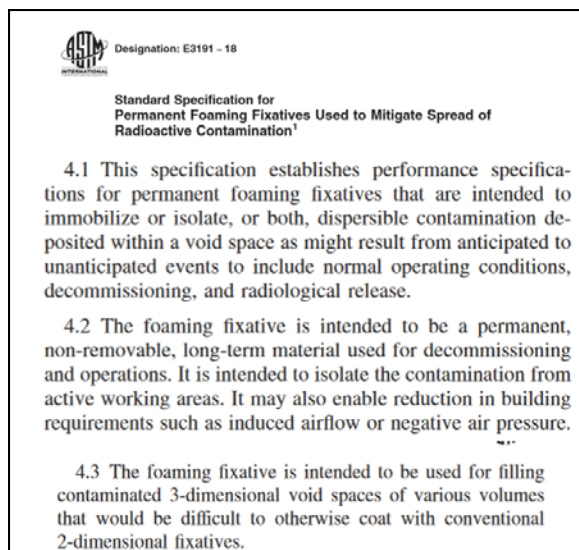 ASTM
INTERNATIONAL
Designation: E3191 – 18
Standard Specification for
Permanent Foaming Fixatives Used to Mitigate Spread of
Radioactive Contamination¹
4.1 This specification establishes performance specifica-
tions for permanent foaming fixatives that are intended to
immobilize or isolate, or both, dispersible contamination de-
posited within a void space as might result from anticipated to
unanticipated events to include normal operating conditions,
decommissioning, and radiological release.
4.2 The foaming fixative is intended to be a permanent,
non-removable, long-term material used for decommissioning
and operations. It is intended to isolate the contamination from
active working areas. It may also enable reduction in building
requirements such as induced airflow or negative air pressure.
4.3 The foaming fixative is intended to be used for filling
contaminated 3-dimensional void spaces of various volumes
that would be difficult to otherwise coat with conventional
2-dimensional fixatives.